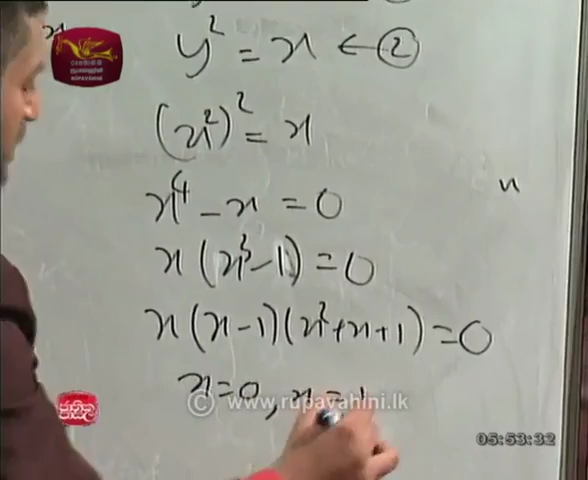 y² = x ← ②
(x²)² = x
x⁴ - x = 0
x
x(x³-1) = 0
x(x-1)(x²+x+1) = 0
x=0, x=1
© www.rupavahini.lk
05:53:32